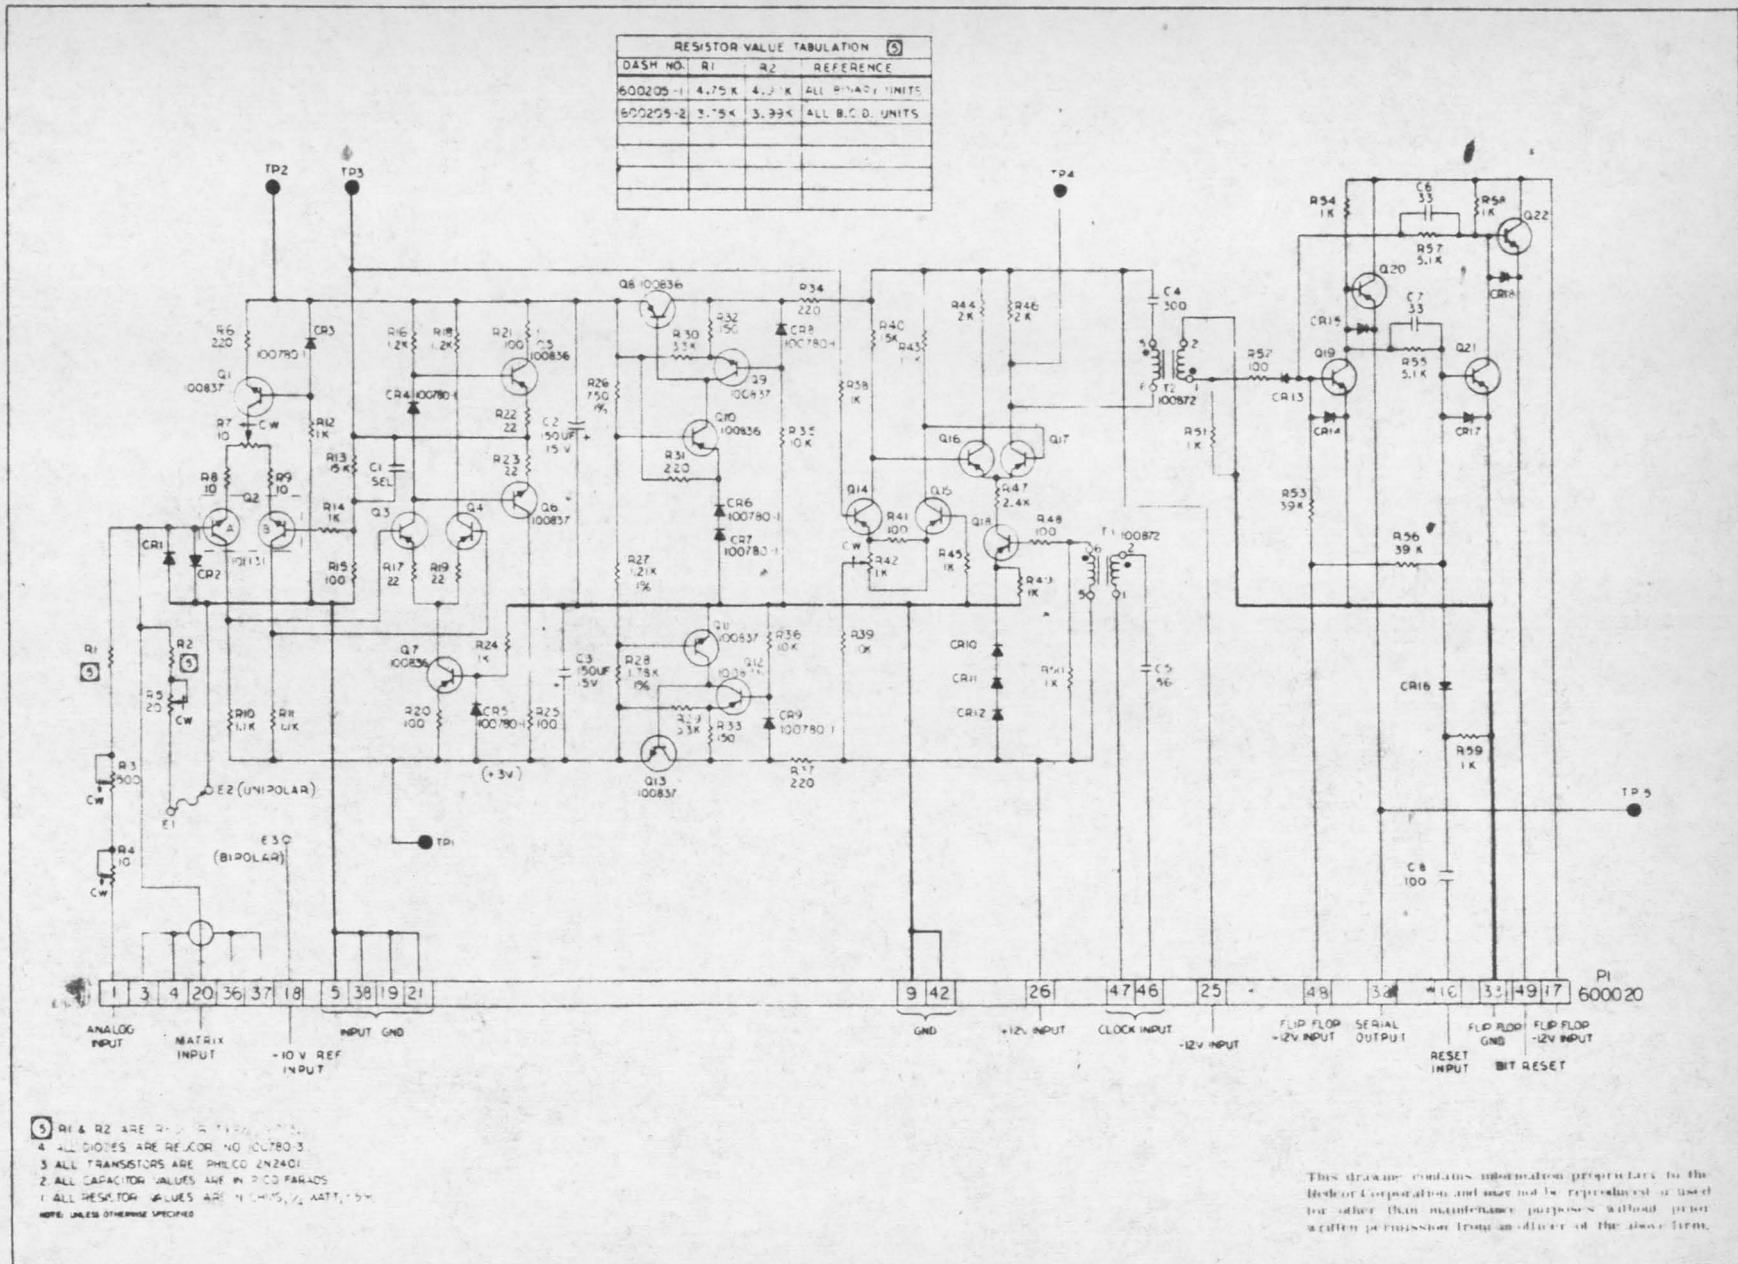 RESISTOR VALUE TABULATION 5
DASH NO. R1 R2 REFERENCE
600205-1 4.75K ALL BINARY UNITS
600205-2 3.75K 3.99K ALL B.C.D. UNITS
TP2
TP3
TP4
R54
1K
C6
33
R58
1K
Q22
R57
5.1K
Q20
CR18
C7
33
CR15
Q19
R55
5.1K
Q21
R52
100
CR13
CR14
CR17
R53
39K
R56
39K
CR16
R59
1K
TP5
C8
100
R6
220
CR3
100780-1
Q1
100837
R7
10
CW
R12
1K
R8
10
R9
10
Q2
A
B
R13
15K
C1
SEL
R14
1K
R15
100
CR1
CR2
R16
1.2K
R18
1.2K
R21
100
100836
CR4 100780-1
R22
22
R23
22
C2
150UF
15V
Q3
Q4
Q6
100837
R17
22
R19
22
Q7
100836
R24
1K
C3
150UF
15V
R20
100
CR5
100780-1
R25
100
(+3V)
R1
5
R2
5
R5
20
CW
R10
1.1K
R11
1.1K
R3
500
CW
R4
10
CW
E1
E2 (UNIPOLAR)
E3
(BIPOLAR)
TP1
Q8 100836
R34
220
R32
150
R30
33K
CR8
100780-1
Q9
100837
R26
750
1%
Q10
100836
R35
10K
R31
220
CR6
100780-1
CR7
100780-1
R27
1.21K
1%
Q11
100837
R36
10K
Q12
R28
1.78K
1%
R33
150
CR9
100780-1
Q13
100837
R37
220
R38
1K
R40
15K
R43
R44
2K
R46
2K
C4
300
5
6
2
1
T2
100872
R51
1K
Q16
Q17
Q14
Q15
R41
100
R42
1K
CW
R45
1K
R47
2.4K
Q18
R48
100
100872
6
2
5
1
R49
1K
R39
10K
CR10
CR11
CR12
R50
1K
C5
56
1 3 4 20 36 37 18 5 38 19 21 9 42 26 47 46 25 48 32 16 33 49 17
P1
600020
ANALOG
INPUT
MATRIX
INPUT
-10V REF
INPUT
INPUT GND
GND
+12V INPUT
CLOCK INPUT
-12V INPUT
FLIP FLOP
+12V INPUT
SERIAL
OUTPUT
RESET
INPUT
FLIP FLOP
GND
BIT RESET
FLIP FLOP
-12V INPUT
5 R1 & R2 ARE
4 ALL DIODES ARE REDCOR NO 100780-3
3 ALL TRANSISTORS ARE PHILCO 2N2401
2. ALL CAPACITOR VALUES ARE IN PICO FARADS
1 ALL RESISTOR VALUES ARE IN OHMS, 1/2 WATT, ±5%
NOTE: UNLESS OTHERWISE SPECIFIED
This drawing contains information proprietary to the
Redcor Corporation and may not be reproduced or used
for other than maintenance purposes without prior
written permission from an officer of the above firm.